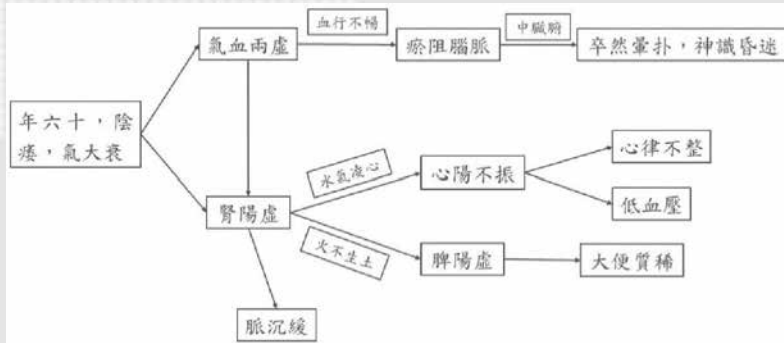 血行不暢
中臟腑
氣血兩虛
瘀阻腦脈
卒然暈扑，神識昏迷
年六十，陰
痿，氣大衰
水氣凌心
心陽不振
心律不整
低血壓
腎陽虛
火不生土
脾陽虛
大便質稀
脈沉緩